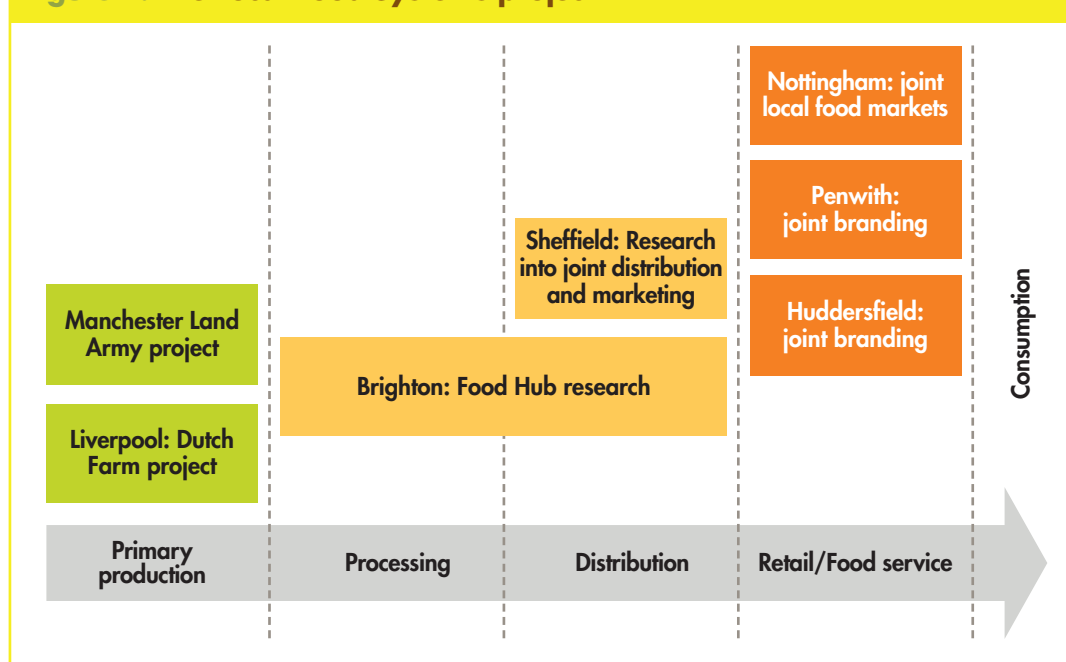 Nottingham: joint
local food markets
Penwith:
joint branding
Sheffield: Research
into joint distribution
and marketing
Huddersfield:
joint branding
Manchester Land
Army project
Brighton: Food Hub research
Liverpool: Dutch
Farm project
Consumption
Primary
production
Processing
Distribution
Retail/Food service